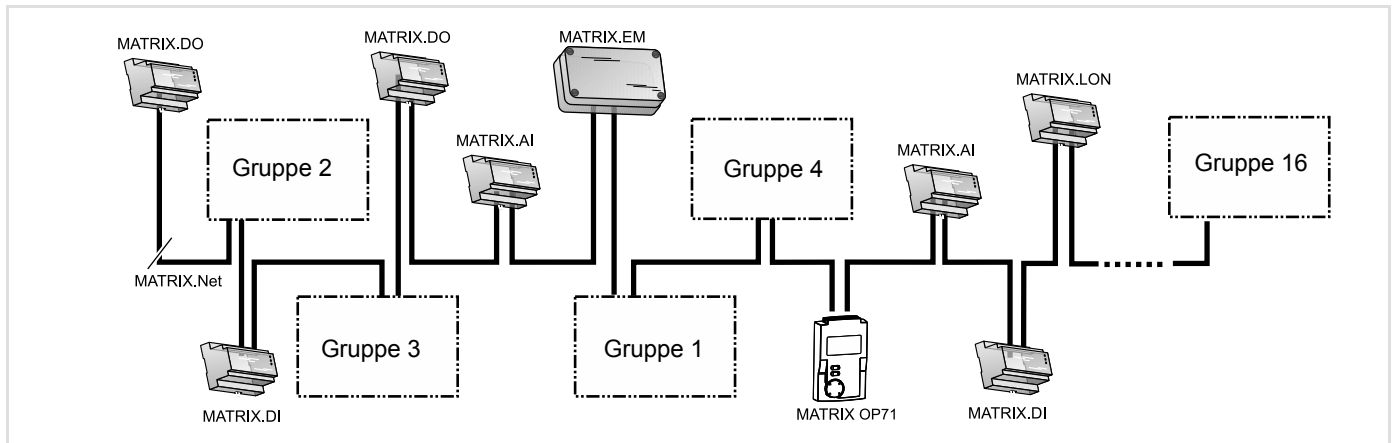 MATRIX.DO
MATRIX.DO
MATRIX.EM
MATRIX.LON
MATRIX.AI
MATRIX.AI
Gruppe 2
Gruppe 4
Gruppe 16
MATRIX.Net
Gruppe 3
Gruppe 1
MATRIX.DI
MATRIX OP71
MATRIX.DI